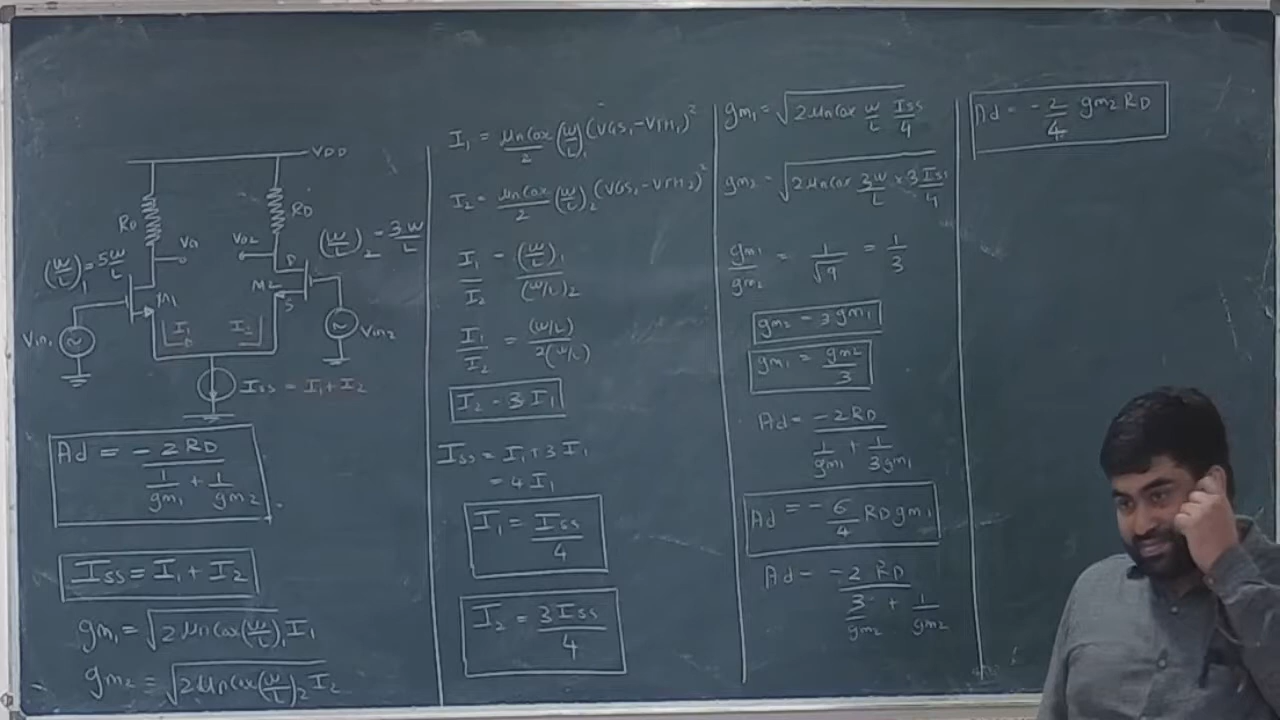 VDD
RD
RD
Vo1
Vo2
(W/L)₁ = 5W/L
(W/L)₂ = 3W/L
M1
M2
D
S
I₁
I₂
Vin₁
Vin₂
ISS = I₁ + I₂
Ad = -2RD / (1/gm₁ + 1/gm₂)
ISS = I₁ + I₂
gm₁ = √(2μnCox(W/L)₁ I₁)
gm₂ = √(2μnCox(W/L)₂ I₂)
I₁ = μnCox/2 (W/L)₁ (VGS₁ - VTH₁)²
I₂ = μnCox/2 (W/L)₂ (VGS₂ - VTH₂)²
I₁/I₂ = (W/L)₁/(W/L)₂
I₁/I₂ = (W/L)/2(W/L)
I₂ = 3I₁
ISS = I₁ + 3I₁
= 4I₁
I₁ = ISS/4
I₂ = 3ISS/4
gm₁ = √(2μnCox W/L ISS/4)
gm₂ = √(2μnCox 3W/L × 3ISS/4)
gm₁/gm₂ = 1/√9 = 1/3
gm₂ = 3gm₁
gm₁ = gm₂/3
Ad = -2RD / (1/gm₁ + 1/3gm₁)
Ad = -6/4 RD gm₁
Ad = -2RD / (3/gm₂ + 1/gm₂)
Ad = -2/4 gm₂ RD